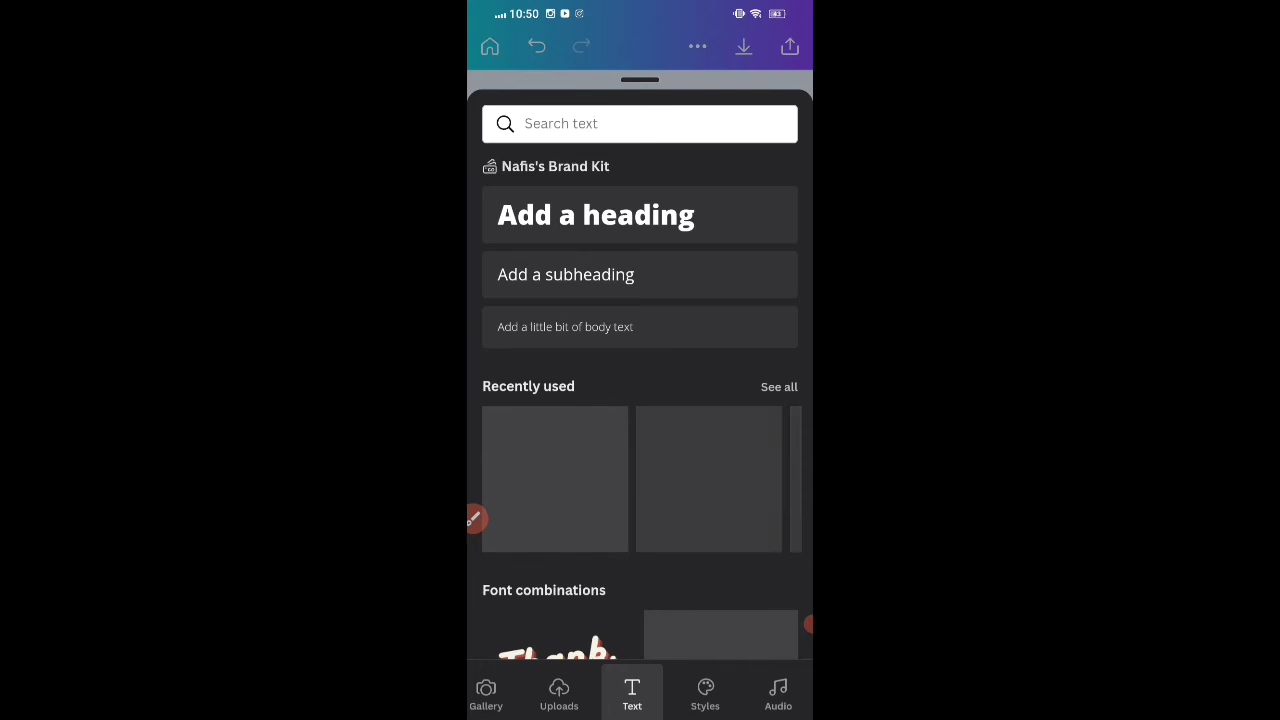 10:50
Search text
Nafis's Brand Kit
Add a heading
Add a subheading
Add a little bit of body text
Recently used See all
Font combinations
Thank
Gallery Uploads Text Styles Audio